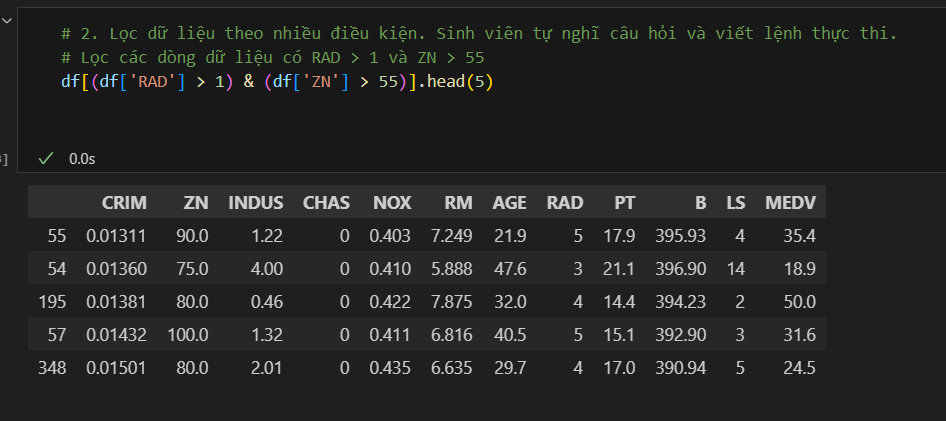 # 2. Lọc dữ liệu theo nhiều điều kiện. Sinh viên tự nghĩ câu hỏi và viết lệnh thực thi.
# Lọc các dòng dữ liệu có RAD > 1 và ZN > 55
df[(df['RAD'] > 1) & (df['ZN'] > 55)].head(5)
] ✓ 0.0s
CRIM ZN INDUS CHAS NOX RM AGE RAD PT B LS MEDV
55 0.01311 90.0 1.22 0 0.403 7.249 21.9 5 17.9 395.93 4 35.4
54 0.01360 75.0 4.00 0 0.410 5.888 47.6 3 21.1 396.90 14 18.9
195 0.01381 80.0 0.46 0 0.422 7.875 32.0 4 14.4 394.23 2 50.0
57 0.01432 100.0 1.32 0 0.411 6.816 40.5 5 15.1 392.90 3 31.6
348 0.01501 80.0 2.01 0 0.435 6.635 29.7 4 17.0 390.94 5 24.5